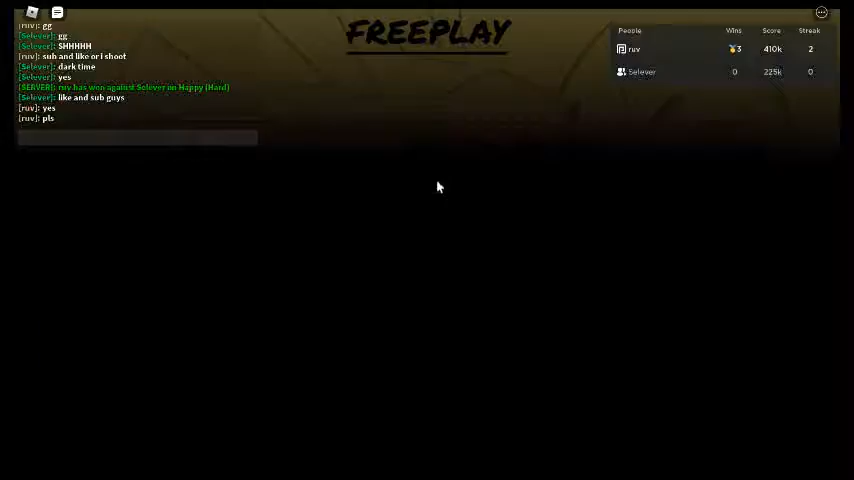 [ruv]: gg
[Selever]: gg
[Selever]: SHHHHH
[ruv]: sub and like or i shoot
[Selever]: dark time
[Selever]: yes
[SERVER]: ruv has won against Selever on Happy (Hard)
[Selever]: like and sub guys
[ruv]: yes
[ruv]: pls
FREEPLAY
People Wins Score Streak
ruv 3 410k 2
Selever 0 225k 0